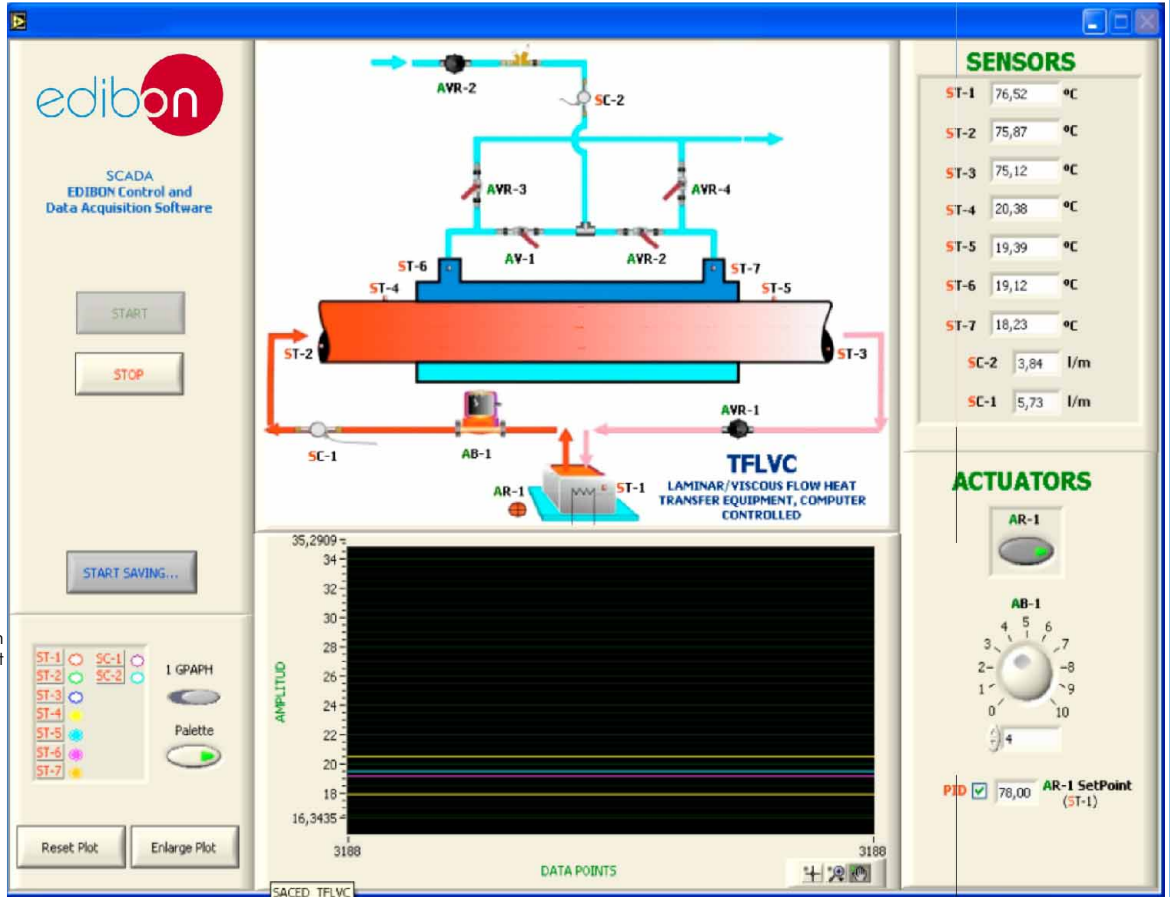 edibon
SCADA
EDIBON Control and
Data Acquisition Software
START
STOP
START SAVING...
n
t
ST-1
SC-1
ST-2
SC-2
ST-3
ST-4
ST-5
ST-6
ST-7
1 GPAPH
Palette
Reset Plot
Enlarge Plot
AVR-2
SC-2
AVR-3
AVR-4
AV-1
AVR-2
ST-6
ST-7
ST-4
ST-5
ST-2
ST-3
SC-1
AB-1
AVR-1
AR-1
ST-1
TFLVC
LAMINAR/VISCOUS FLOW HEAT
TRANSFER EQUIPMENT, COMPUTER
CONTROLLED
35,2909
34
32
30
28
26
24
22
20
18
16,3435
AMPLITUD
3188
3188
DATA POINTS
SACED TFLVC
SENSORS
ST-1 76,52 ºC
ST-2 75,87 ºC
ST-3 75,12 ºC
ST-4 20,38 ºC
ST-5 19,39 ºC
ST-6 19,12 ºC
ST-7 18,23 ºC
SC-2 3,84 l/m
SC-1 5,73 l/m
ACTUATORS
AR-1
AB-1
0 1 2 3 4 5 6 7 8 9 10
4
PID 78,00 AR-1 SetPoint
(ST-1)